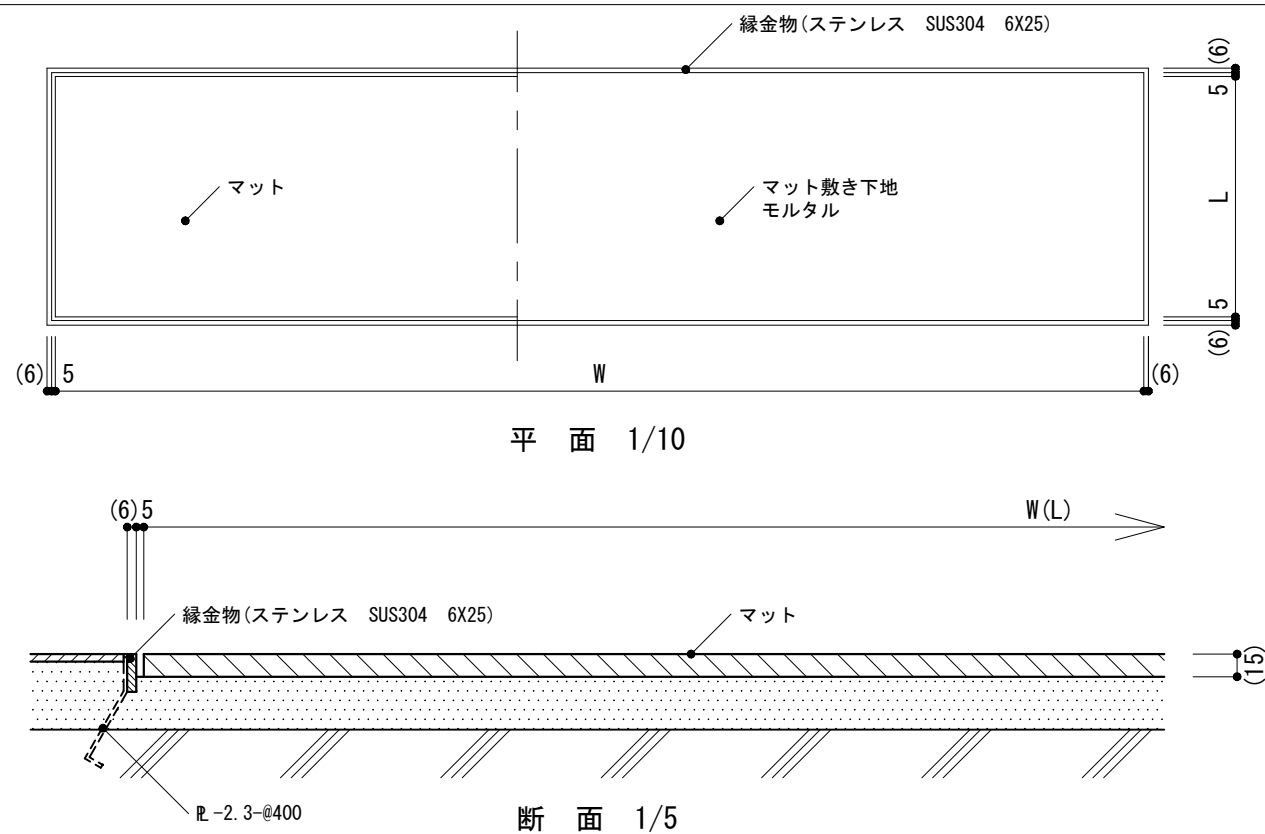 縁金物(ステンレス　SUS304　6X25)
(6)
5
マット
マット敷き下地
モルタル
L
5
(6)
(6)
5
W
(6)
平　面　1/10
(6)
5
W(L)
縁金物(ステンレス　SUS304　6X25)
マット
(15)
PL-2.3-@400
断　面　1/5